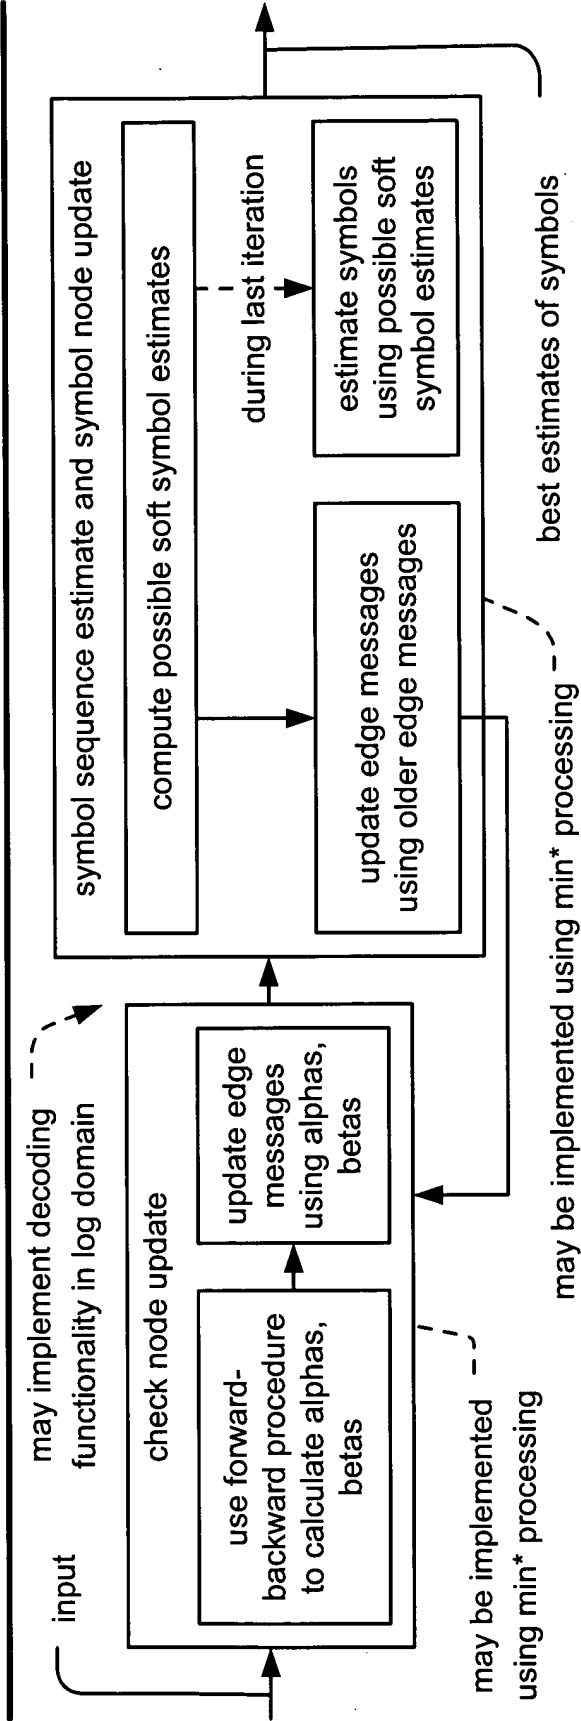 input
may implement decoding
functionality in log domain
check node update
use forward-
backward procedure
to calculate alphas,
betas
update edge
messages
using alphas,
betas
may be implemented
using min* processing
symbol sequence estimate and symbol node update
compute possible soft symbol estimates
during last iteration
update edge messages
using older edge messages
estimate symbols
using possible soft
symbol estimates
may be implemented using min* processing
best estimates of symbols